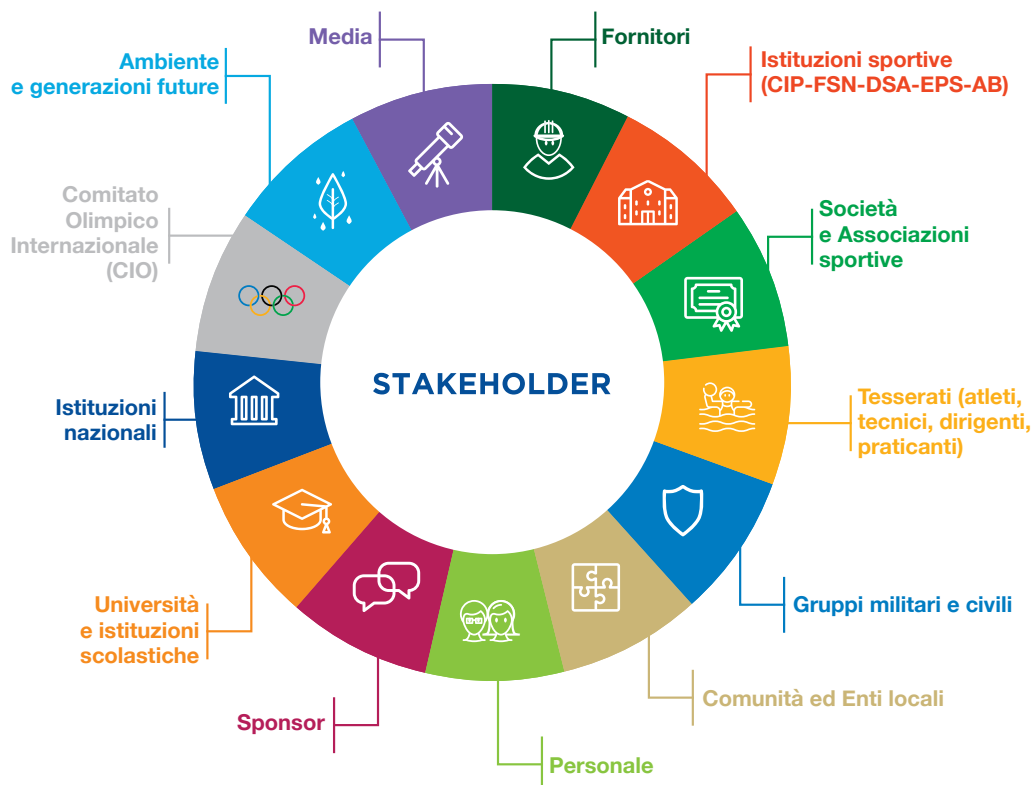 Media
Fornitori
Ambiente
e generazioni future
Istituzioni sportive
(CIP-FSN-DSA-EPS-AB)
Comitato
Olimpico
Internazionale
(CIO)
Società
e Associazioni
sportive
STAKEHOLDER
Istituzioni
nazionali
Tesserati (atleti,
tecnici, dirigenti,
praticanti)
Università
e istituzioni
scolastiche
Gruppi militari e civili
Sponsor
Comunità ed Enti locali
Personale